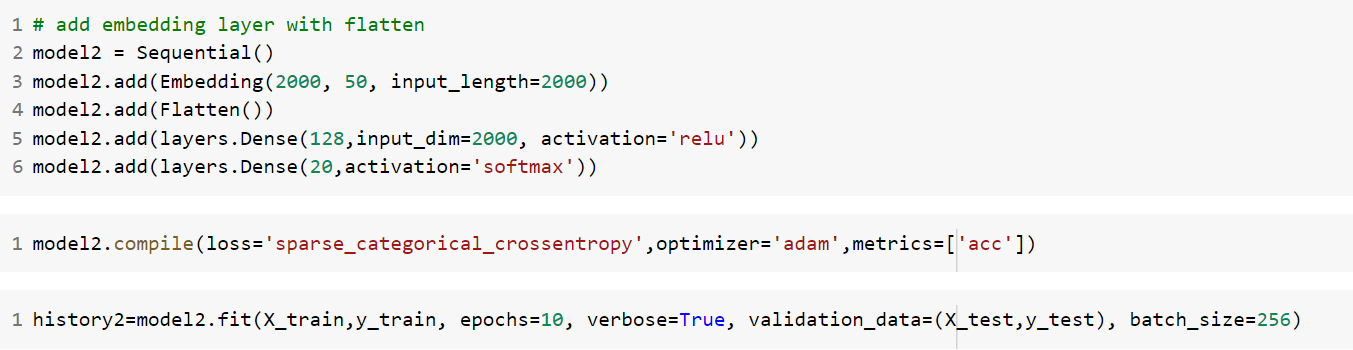 1 # add embedding layer with flatten
2 model2 = Sequential()
3 model2.add(Embedding(2000, 50, input_length=2000))
4 model2.add(Flatten())
5 model2.add(layers.Dense(128,input_dim=2000, activation='relu'))
6 model2.add(layers.Dense(20,activation='softmax'))
1 model2.compile(loss='sparse_categorical_crossentropy',optimizer='adam',metrics=['acc'])
1 history2=model2.fit(X_train,y_train, epochs=10, verbose=True, validation_data=(X_test,y_test), batch_size=256)